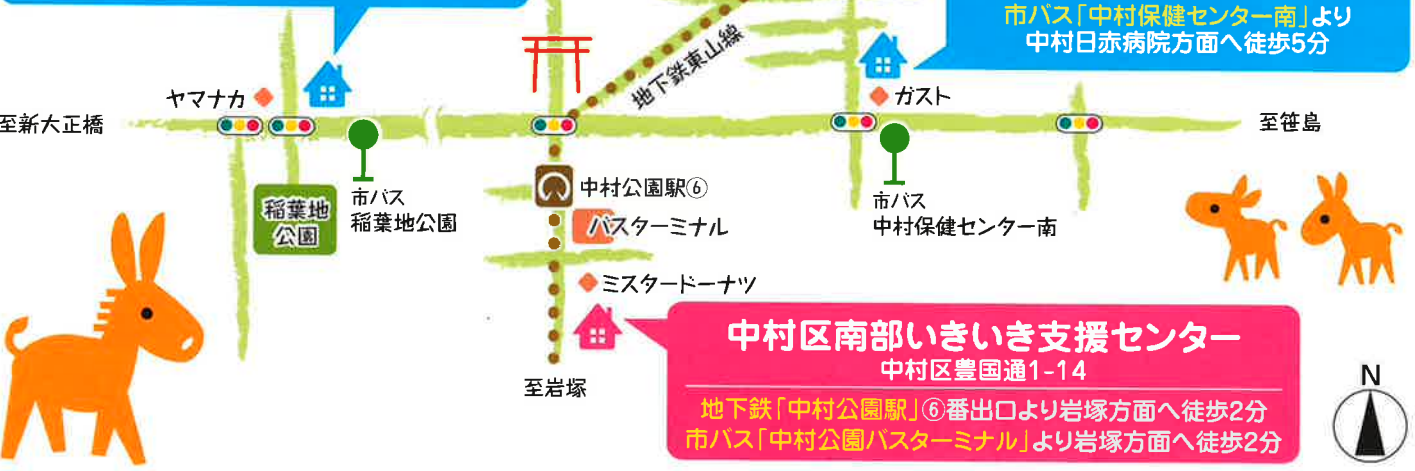 市バス「中村保健センター南」より
中村日赤病院方面へ徒歩5分
地下鉄東山線
ヤマナカ
ガスト
至新大正橋
至笹島
稲葉地
公園
市バス
稲葉地公園
中村公園駅⑥
バスターミナル
市バス
中村保健センター南
ミスタードーナツ
至岩塚
中村区南部いきいき支援センター
中村区豊国通1-14
地下鉄「中村公園駅」⑥番出口より岩塚方面へ徒歩2分
市バス「中村公園バスターミナル」より岩塚方面へ徒歩2分
N